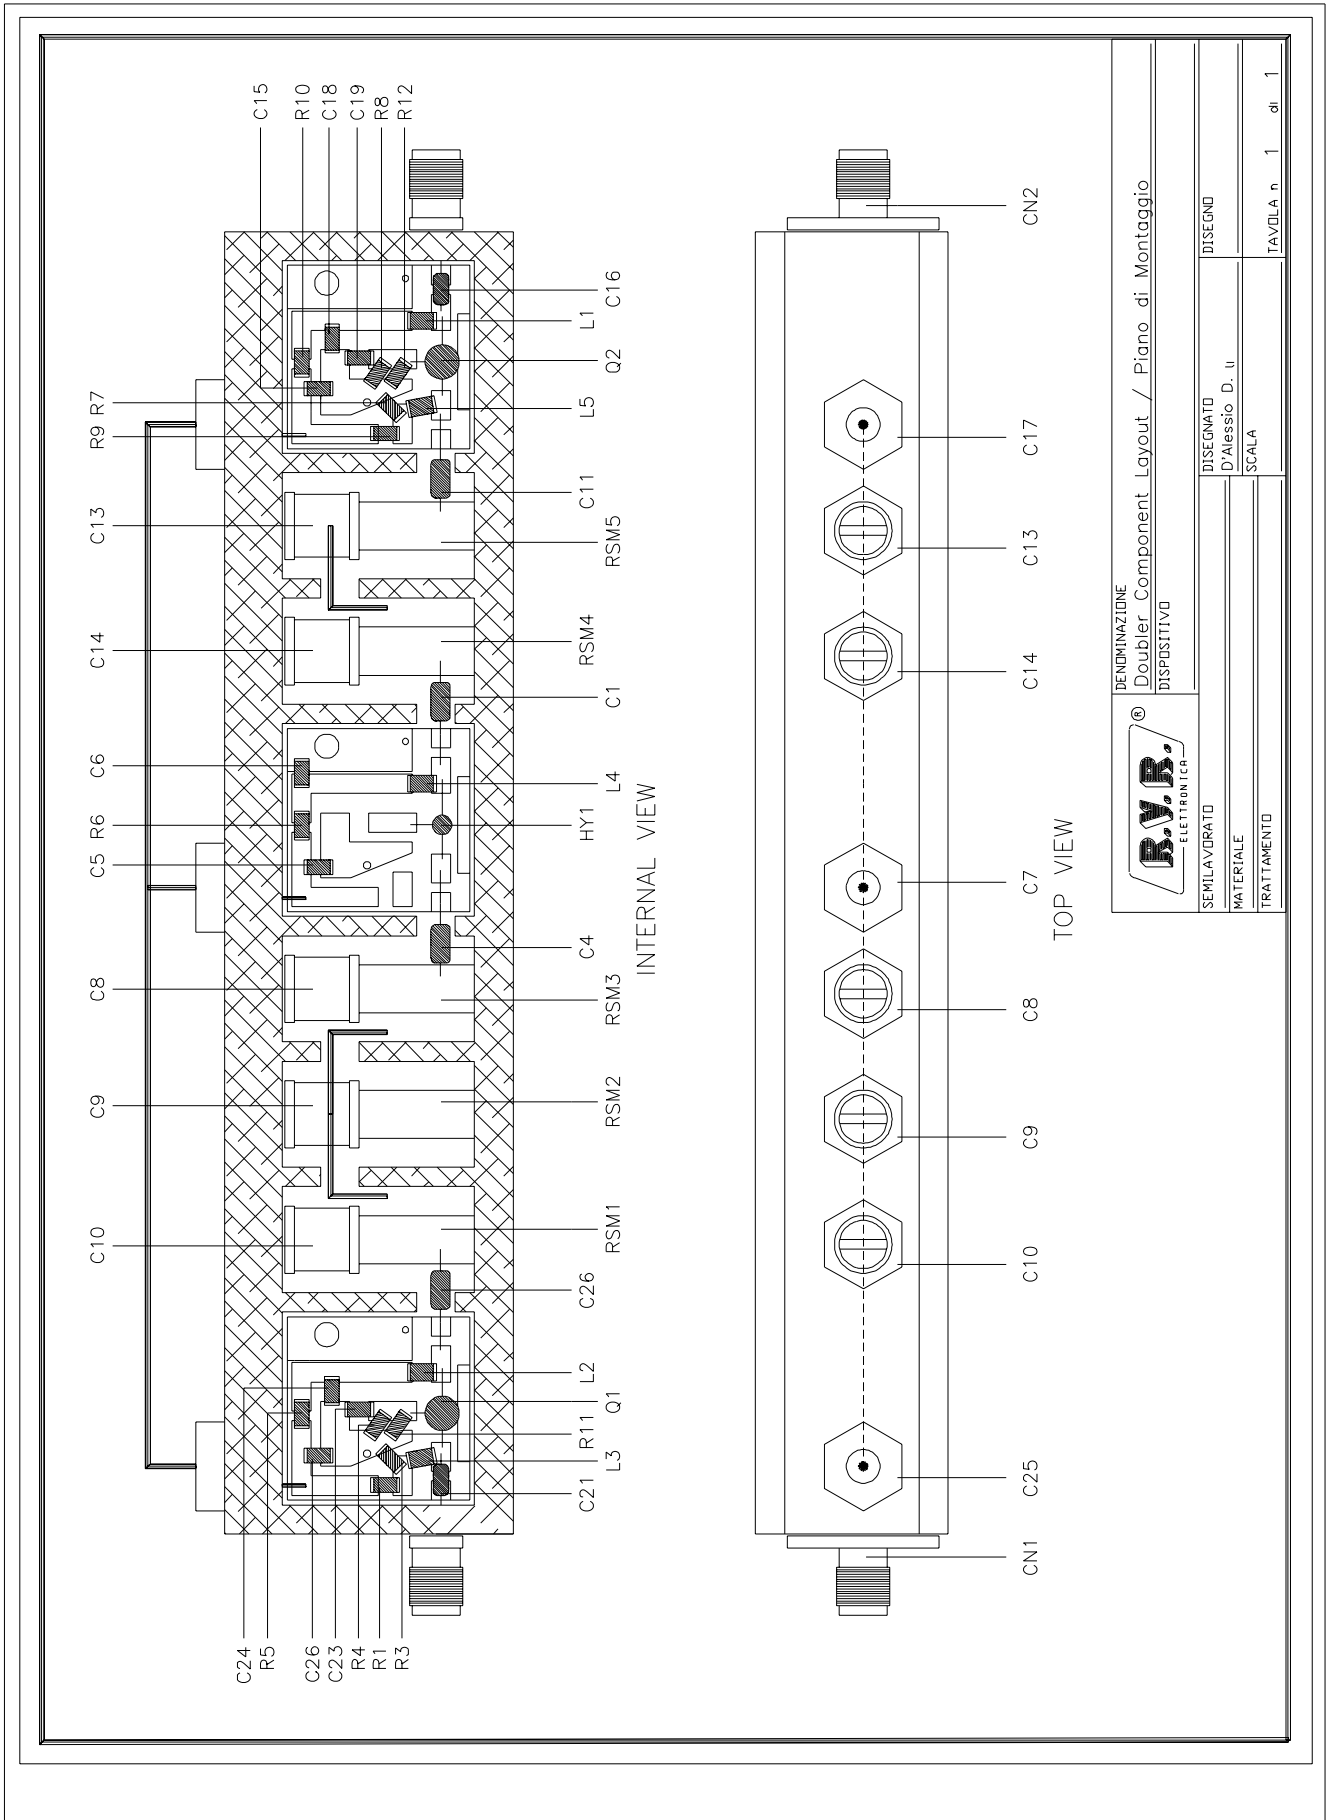 C24
R5
C26
C23
R4
R1
R3
C10
C9
C8
C5
R6
C6
C14
C13
R9
R7
C15
R10
C18
C19
R8
R12
C21
L3
R11
Q1
L2
C26
RSM1
RSM2
RSM3
C4
HY1
L4
C1
RSM4
RSM5
C11
L5
Q2
L1
C16
INTERNAL VIEW
CN1
C25
C10
C9
C8
C7
C14
C13
C17
CN2
TOP VIEW
R.V.R. ®
ELETTRONICA
DENOMINAZIONE
Doubler Component Layout / Piano di Montaggio
DISPOSITIVO
SEMILAVORATO
MATERIALE
TRATTAMENTO
DISEGNATO
D'Alessio D. u
SCALA
DISEGNO
TAVOLA n 1 di 1